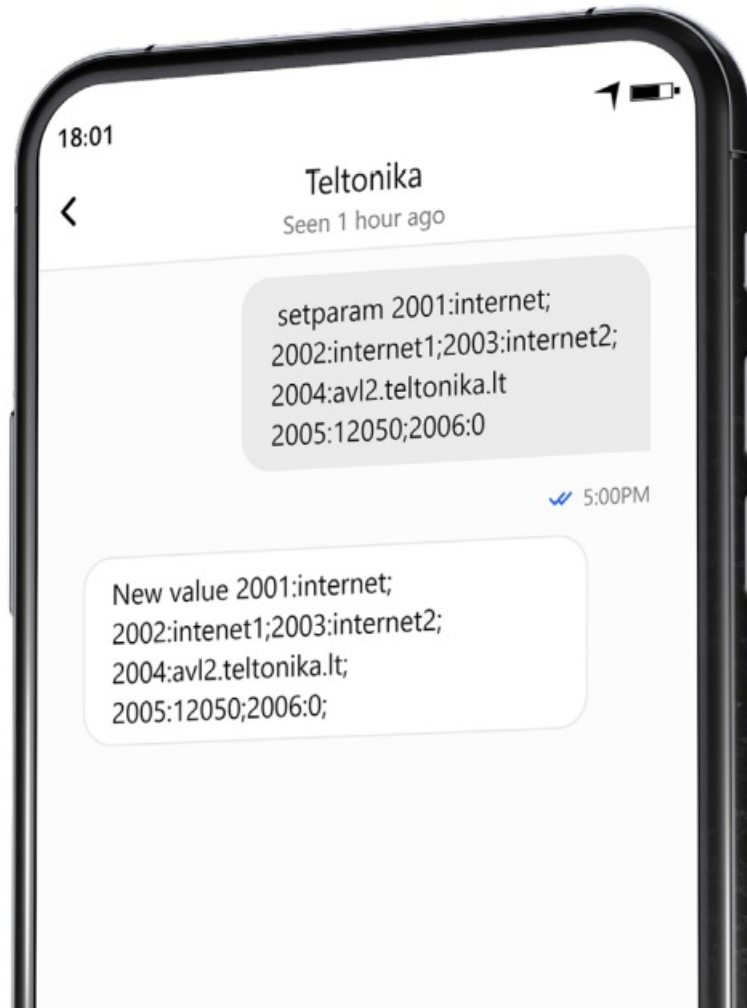 18:01
Teltonika
Seen 1 hour ago
setparam 2001:internet;
2002:internet1;2003:internet2;
2004:avl2.teltonika.lt
2005:12050;2006:0
5:00PM
New value 2001:internet;
2002:intenet1;2003:internet2;
2004:avl2.teltonika.lt;
2005:12050;2006:0;